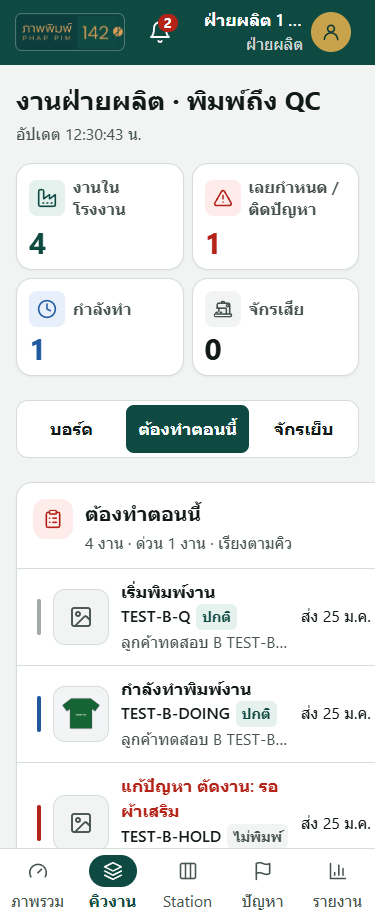 ภาพพิมพ์
PHAP PIM
142
2
ฝ่ายผลิต 1 ...
ฝ่ายผลิต
งานฝ่ายผลิต · พิมพ์ถึง QC
อัปเดต 12:30:43 น.
งานใน
โรงงาน
4
เลยกำหนด /
ติดปัญหา
1
กำลังทำ
1
จักรเสีย
0
บอร์ด
ต้องทำตอนนี้
จักรเย็บ
ต้องทำตอนนี้
4 งาน · ด่วน 1 งาน · เรียงตามคิว
เริ่มพิมพ์งาน
TEST-B-Q ปกติ
ส่ง 25 ม.ค.
ลูกค้าทดสอบ B TEST-B...
กำลังทำพิมพ์งาน
TEST-B-DOING ปกติ
ส่ง 25 ม.ค.
ลูกค้าทดสอบ B TEST-B...
แก้ปัญหา ตัดงาน: รอ
ผ้าเสริม
TEST-B-HOLD ไม่พิมพ์
ส่ง 25 ม.ค.
ภาพรวม
คิวงาน
Station
ปัญหา
รายงาน